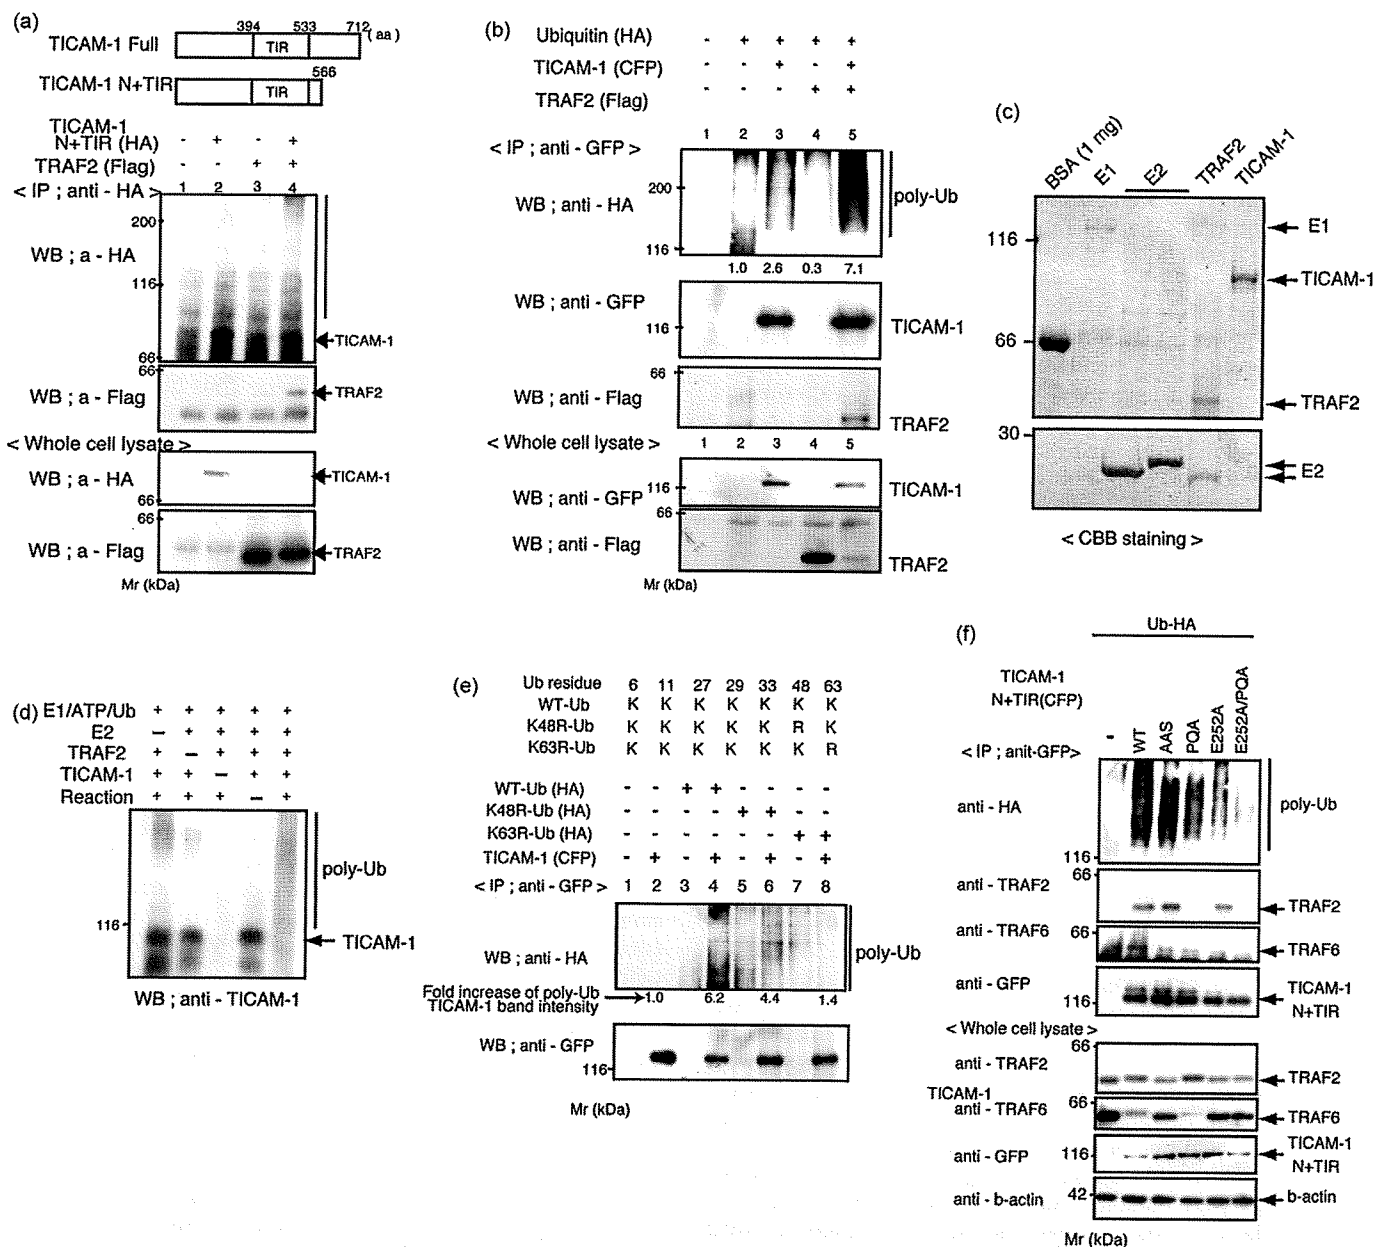 (a)
394 533 712 (aa)
TICAM-1 Full TIR
566
TICAM-1 N+TIR TIR
TICAM-1
N+TIR (HA) - + - +
TRAF2 (Flag) - - + +
< IP ; anti - HA > 1 2 3 4
200
WB ; a - HA
116
TICAM-1
66
66
WB ; a - Flag TRAF2
< Whole cell lysate >
WB ; a - HA TICAM-1
66
66
WB ; a - Flag TRAF2
Mr (kDa)
(b)
Ubiquitin (HA) - + + + +
TICAM-1 (CFP) - - + - +
TRAF2 (Flag) - - - + +
1 2 3 4 5
< IP ; anti - GFP >
200
WB ; anti - HA poly-Ub
116
1.0 2.6 0.3 7.1
WB ; anti - GFP
116 TICAM-1
66
WB ; anti - Flag
TRAF2
< Whole cell lysate > 1 2 3 4 5
WB ; anti - GFP 116 TICAM-1
66
WB ; anti - Flag
TRAF2
Mr (kDa)
(c)
BSA (1 mg) E1 E2 TRAF2 TICAM-1
116 E1
TICAM-1
66
TRAF2
30
E2
< CBB staining >
(d)
E1/ATP/Ub + + + + +
E2 – + + + +
TRAF2 + – + + +
TICAM-1 + + – + +
Reaction + + + – +
poly-Ub
116
TICAM-1
WB ; anti - TICAM-1
(e)
Ub residue 6 11 27 29 33 48 63
WT-Ub K K K K K K K
K48R-Ub K K K K K R K
K63R-Ub K K K K K K R
WT-Ub (HA) - - + + - - - -
K48R-Ub (HA) - - - - + + - -
K63R-Ub (HA) - - - - - - + +
TICAM-1 (CFP) - + - + - + - +
< IP ; anti - GFP > 1 2 3 4 5 6 7 8
WB ; anti - HA poly-Ub
Fold increase of poly-Ub
TICAM-1 band intensity 1.0 6.2 4.4 1.4
WB ; anti - GFP
116
Mr (kDa)
(f)
Ub-HA
TICAM-1
N+TIR(CFP)
- WT AAS PQA E252A E252A/PQA
< IP ; anit-GFP>
anti - HA poly-Ub
116
66
anti - TRAF2 TRAF2
anti - TRAF6 66 TRAF6
anti - GFP 116 TICAM-1
N+TIR
< Whole cell lysate >
66
anti - TRAF2 TRAF2
TICAM-1
anti - TRAF6 66 TRAF6
anti - GFP 116 TICAM-1
N+TIR
anti - b-actin 42 b-actin
Mr (kDa)